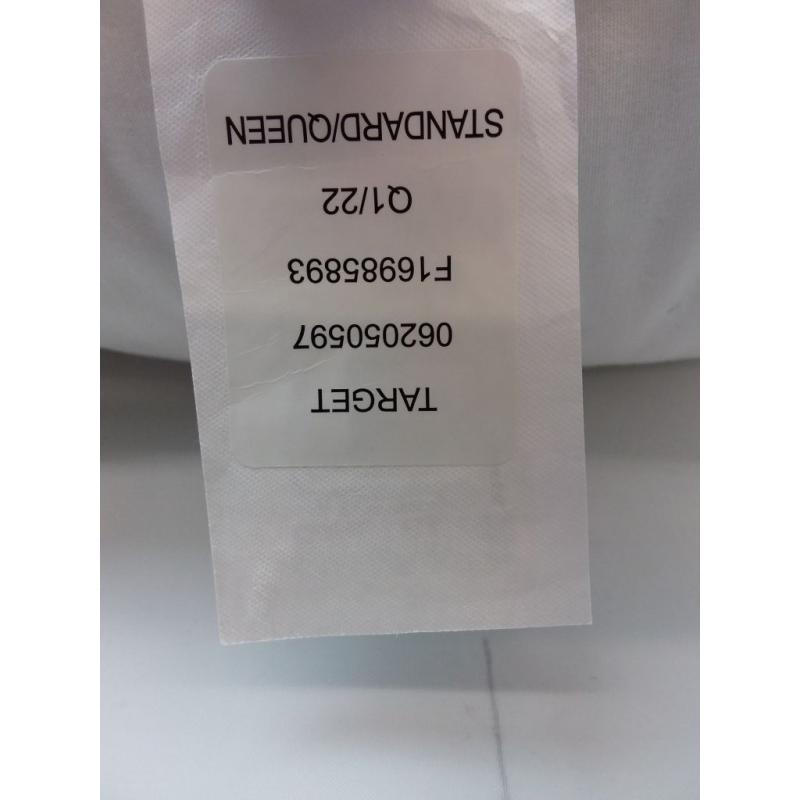 TARGET
062050597
F16985893
Q1/22
STANDARD/QUEEN